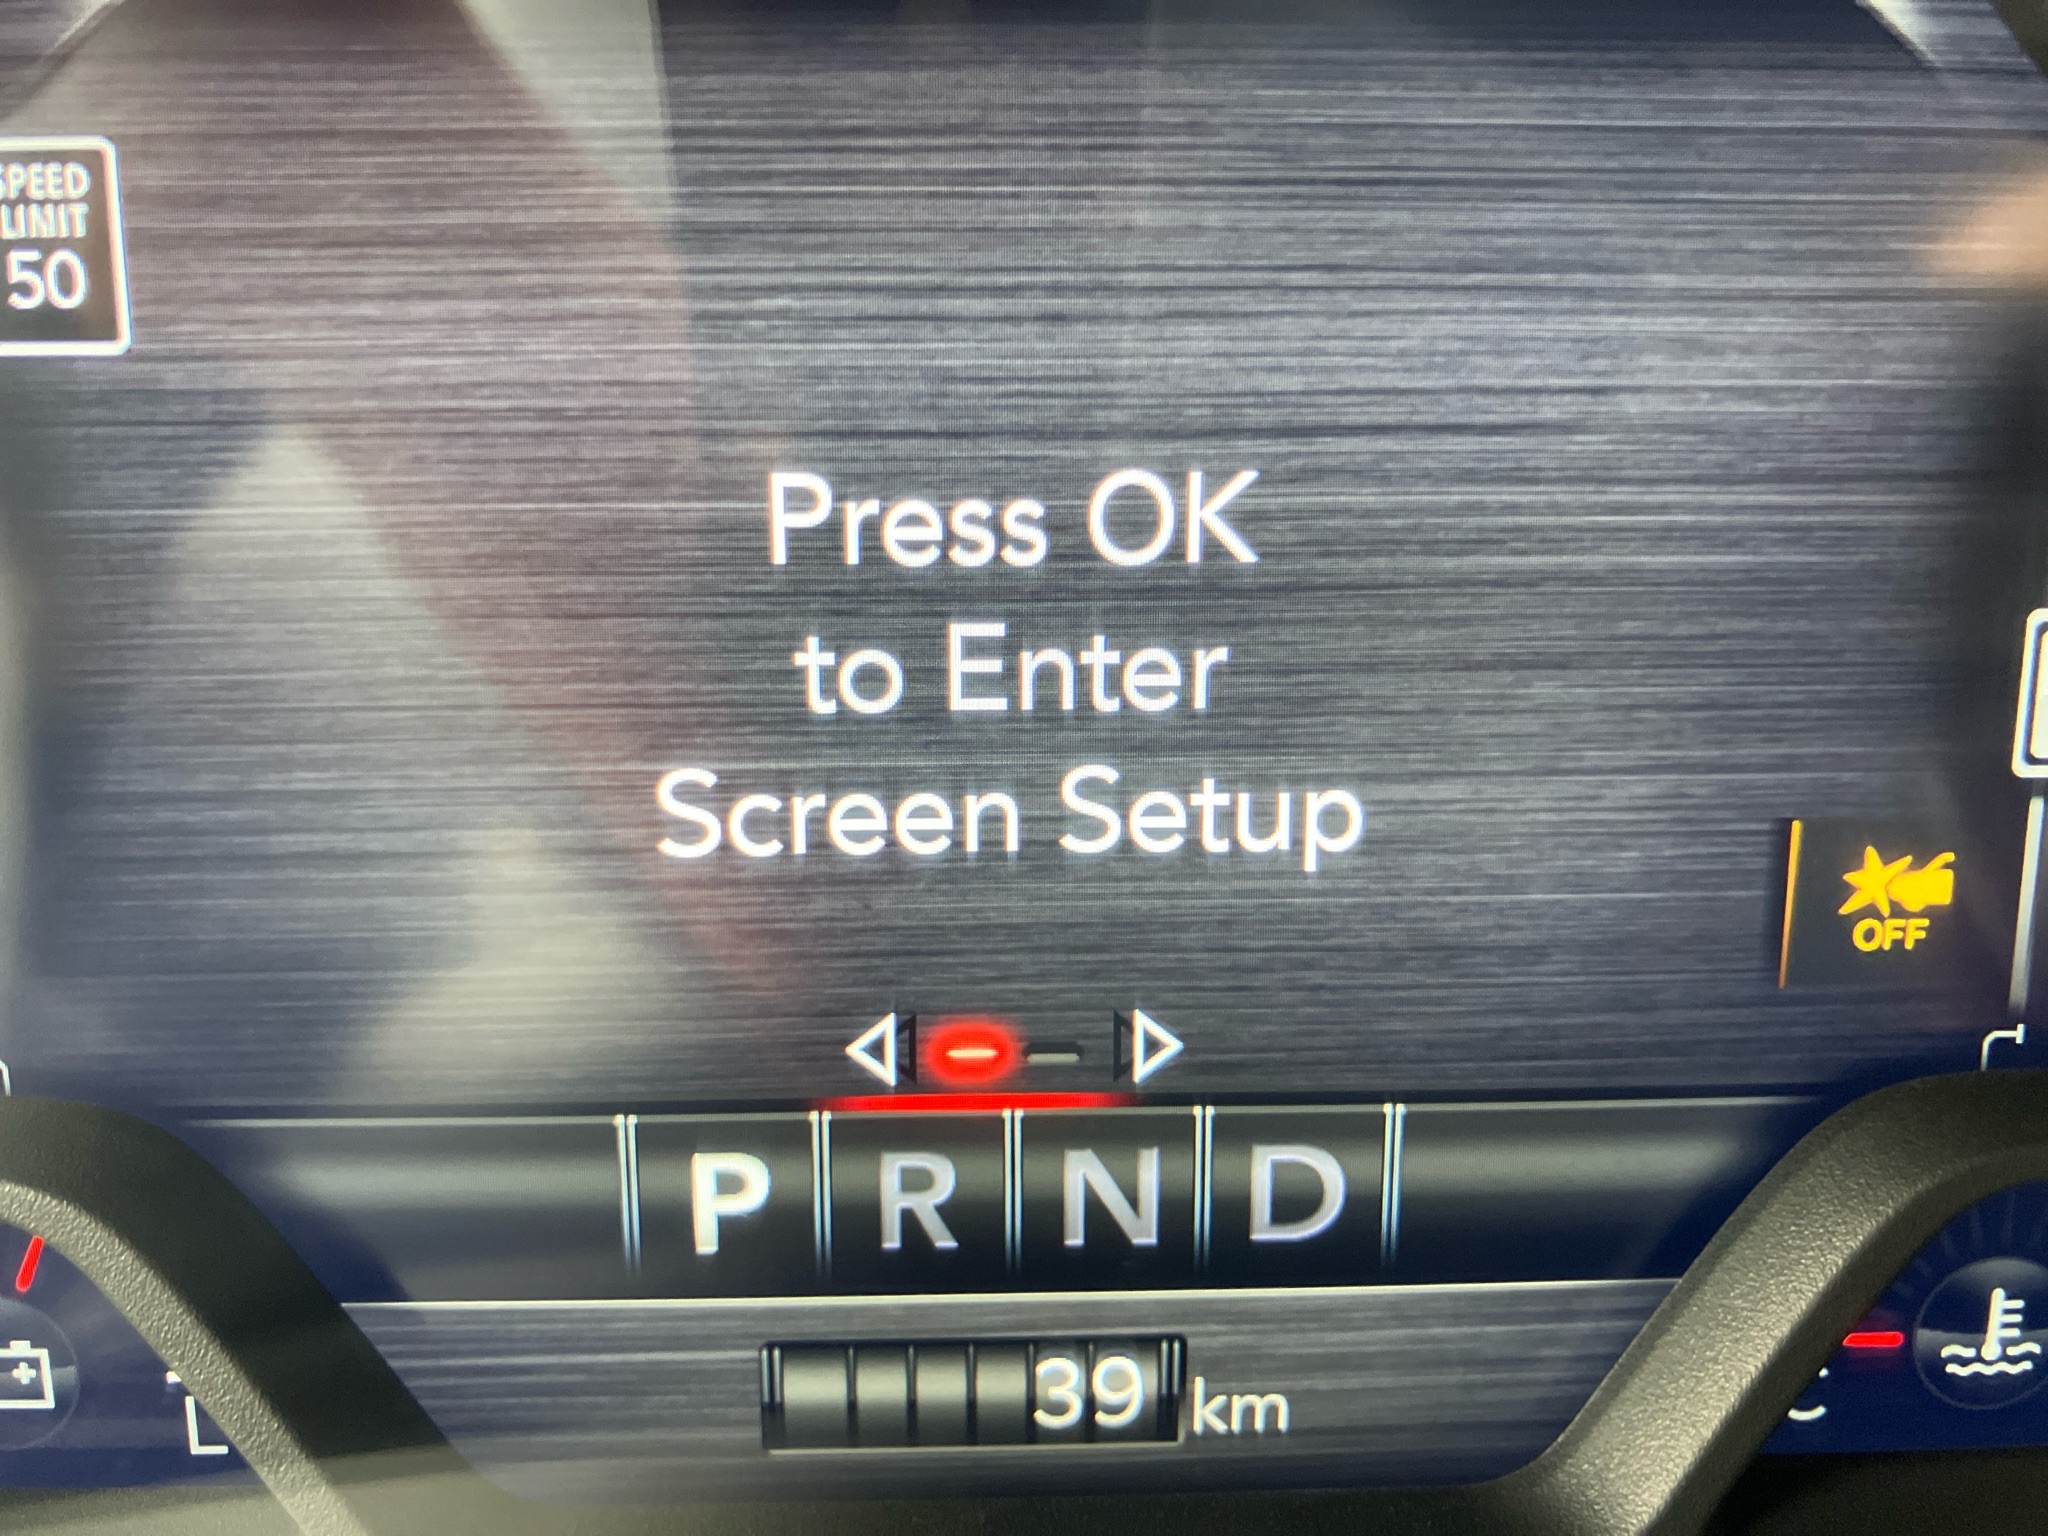 SPEED
LIMIT
50
Press OK
to Enter
Screen Setup
OFF
P R N D
39 km
L
C